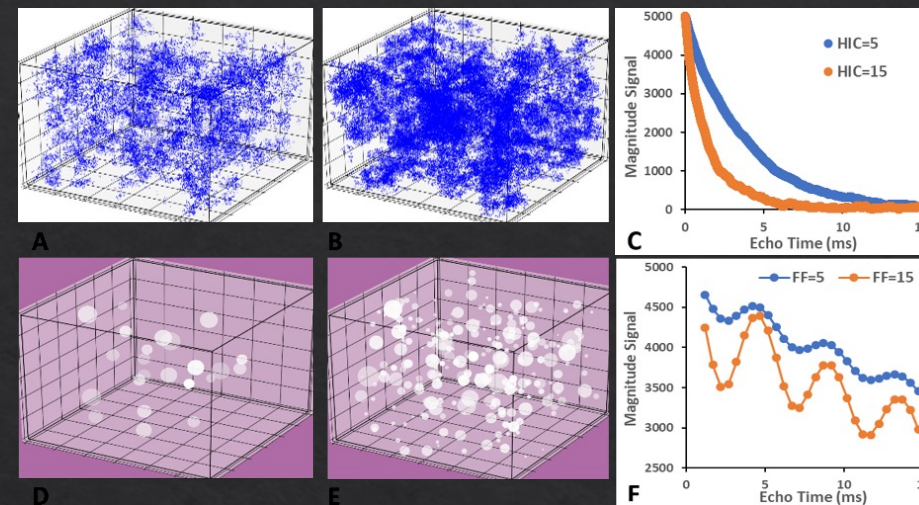 A
B
5000
4000
3000
2000
1000
0
Magnitude Signal
HIC=5
HIC=15
0
5
10
C
Echo Time (ms)
D
E
5000
4500
4000
3500
3000
2500
Magnitude Signal
FF=5
FF=15
0
5
10
F
Echo Time (ms)